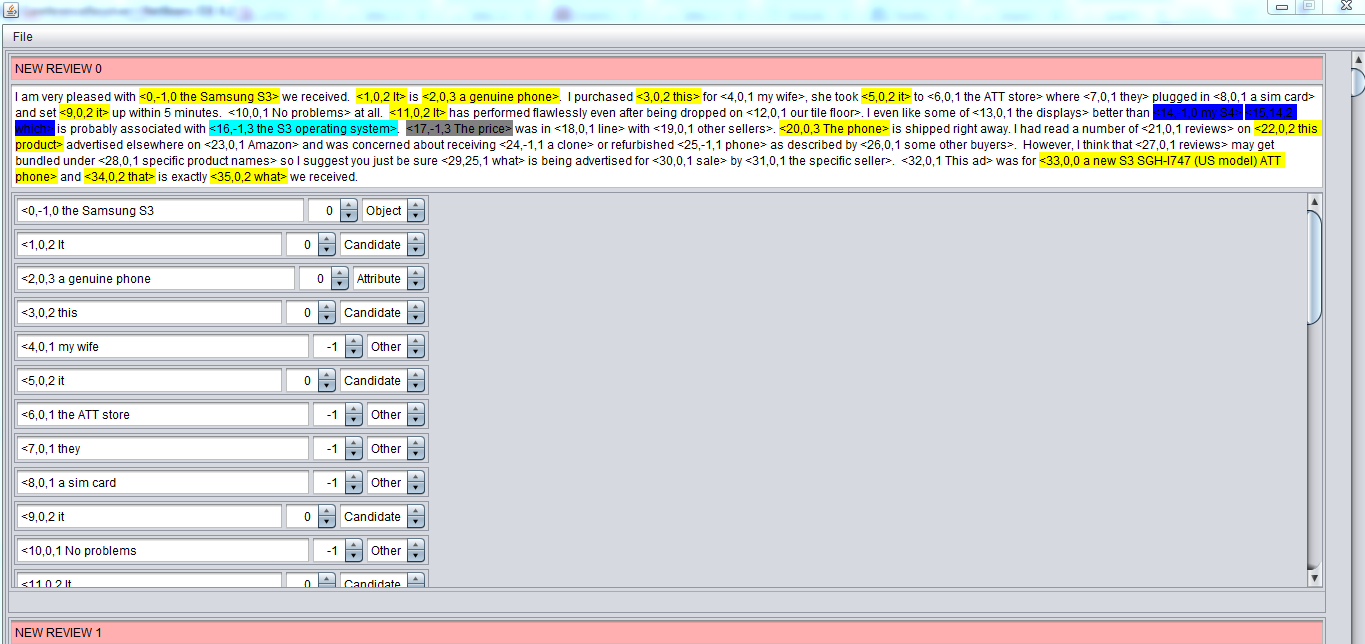 File
NEW REVIEW 0
I am very pleased with <0,-1,0 the Samsung S3> we received. <1,0,2 It> is <2,0,3 a genuine phone>. I purchased <3,0,2 this> for <4,0,1 my wife>, she took <5,0,2 it> to <6,0,1 the ATT store> where <7,0,1 they> plugged in <8,0,1 a sim card>
and set <9,0,2 it> up within 5 minutes. <10,0,1 No problems> at all. <11,0,2 It> has performed flawlessly even after being dropped on <12,0,1 our tile floor>. I even like some of <13,0,1 the displays> better than <14,-1,0 my S4> <15,14,2
which> is probably associated with <16,-1,3 the S3 operating system>. <17,-1,3 The price> was in <18,0,1 line> with <19,0,1 other sellers>. <20,0,3 The phone> is shipped right away. I had read a number of <21,0,1 reviews> on <22,0,2 this
product> advertised elsewhere on <23,0,1 Amazon> and was concerned about receiving <24,-1,1 a clone> or refurbished <25,-1,1 phone> as described by <26,0,1 some other buyers>. However, I think that <27,0,1 reviews> may get
bundled under <28,0,1 specific product names> so I suggest you just be sure <29,25,1 what> is being advertised for <30,0,1 sale> by <31,0,1 the specific seller>. <32,0,1 This ad> was for <33,0,0 a new S3 SGH-I747 (US model) ATT
phone> and <34,0,2 that> is exactly <35,0,2 what> we received.
<0,-1,0 the Samsung S3 0 Object
<1,0,2 It 0 Candidate
<2,0,3 a genuine phone 0 Attribute
<3,0,2 this 0 Candidate
<4,0,1 my wife -1 Other
<5,0,2 it 0 Candidate
<6,0,1 the ATT store -1 Other
<7,0,1 they -1 Other
<8,0,1 a sim card -1 Other
<9,0,2 it 0 Candidate
<10,0,1 No problems -1 Other
<11,0,2 It 0 Candidate
NEW REVIEW 1